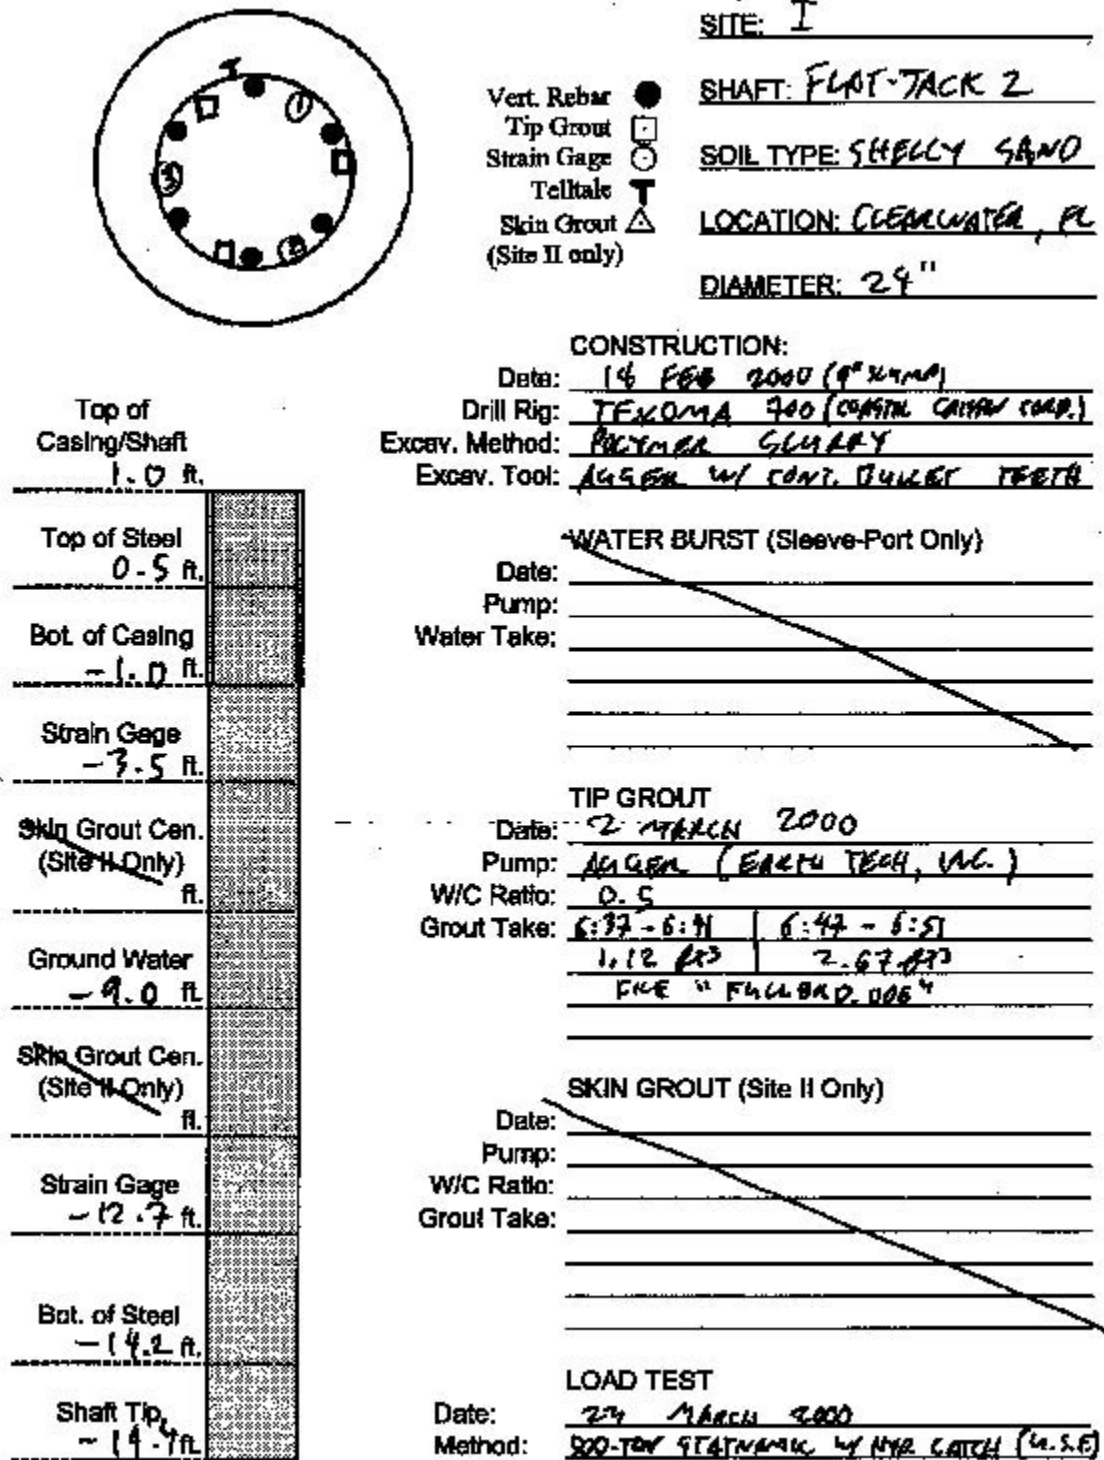 SITE: I
SHAFT: FLAT-JACK 2
SOIL TYPE: SHELLY SAND
LOCATION: CLEARWATER, FL
DIAMETER: 24"
Vert. Rebar
Tip Grout
Strain Gage
Telltale
Skin Grout
(Site II only)
CONSTRUCTION:
Date: FEB 2000
Drill Rig: TEXOMA 700 (COASTAL CAISSON CORP.)
Excav. Method: POLYMER SLURRY
Excav. Tool: AUGER W/ CONT. BULLET TEETH
WATER BURST (Sleeve-Port Only)
Date:
Pump:
Water Take:
TIP GROUT
Date: 2 MARCH 2000
Pump: (EARTH TECH, INC.)
W/C Ratio: 0.5
Grout Take: 6:37 - 6:41 | 6:47 - 6:51
1.12 ft3 | 2.67 ft3
FILE
SKIN GROUT (Site II Only)
Date:
Pump:
W/C Ratio:
Grout Take:
LOAD TEST
Date: MARCH 2000
Method: STATNAMIC W/ HYD CATCH (U.S.F)
Top of
Casing/Shaft
1.0 ft.
Top of Steel
0.5 ft.
Bot. of Casing
-1.0 ft.
Strain Gage
-3.5 ft.
Skin Grout Cen.
(Site II Only)
ft.
Ground Water
-9.0 ft.
Skin Grout Cen.
(Site II Only)
ft.
Strain Gage
-12.7 ft.
Bot. of Steel
-14.2 ft.
Shaft Tip
ft.